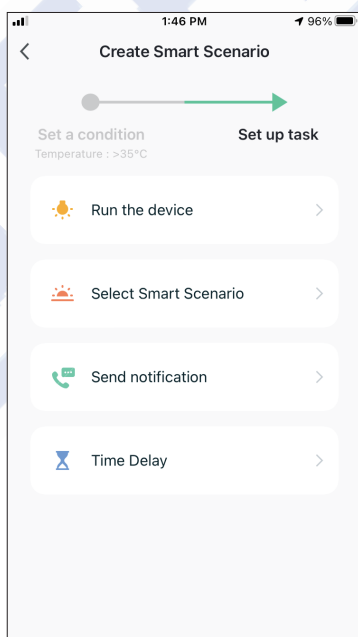 1:46 PM
96%
Create Smart Scenario
Set a condition
Set up task
Temperature : >35°C
Run the device
Select Smart Scenario
Send notification
Time Delay